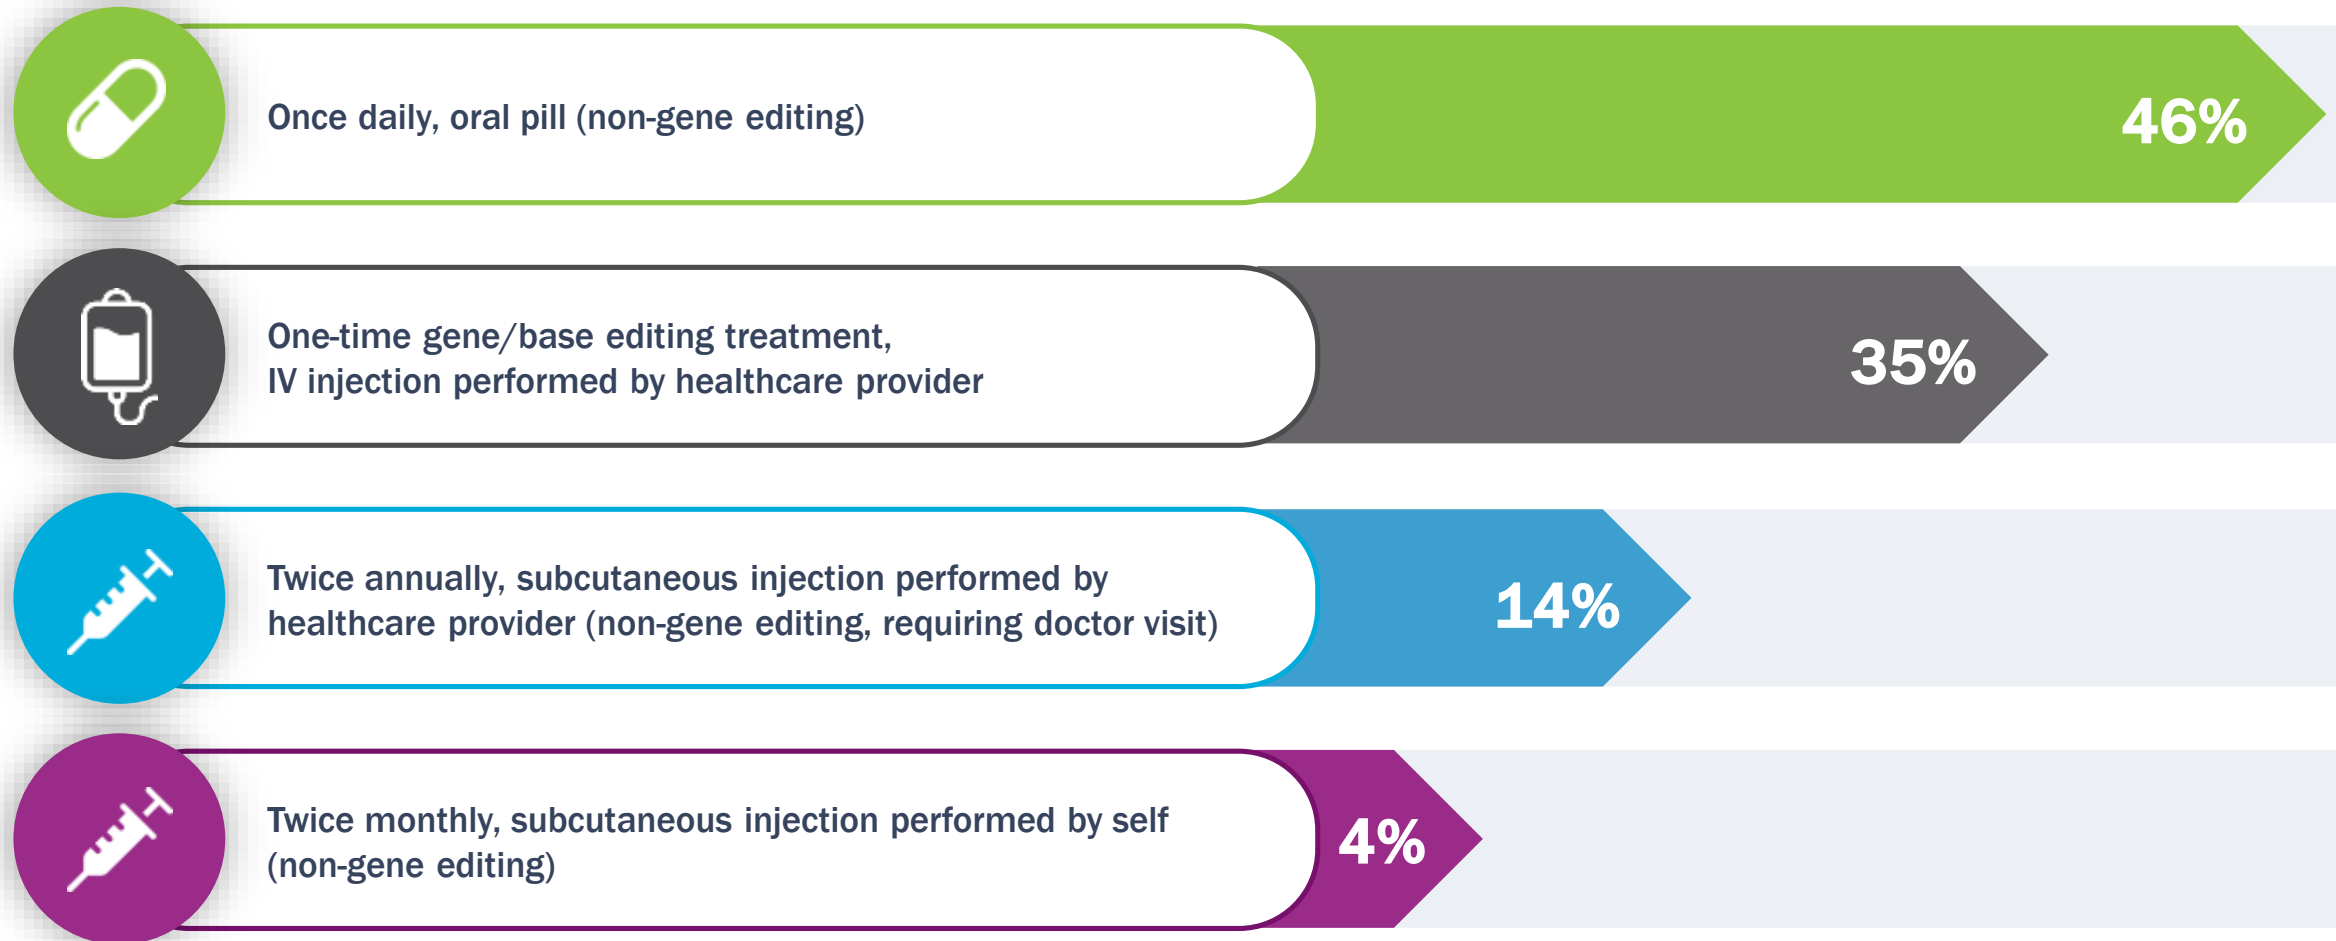 Once daily, oral pill (non-gene editing)
46%
One-time gene/base editing treatment,
IV injection performed by healthcare provider
35%
Twice annually, subcutaneous injection performed by
healthcare provider (non-gene editing, requiring doctor visit)
14%
Twice monthly, subcutaneous injection performed by self
(non-gene editing)
4%